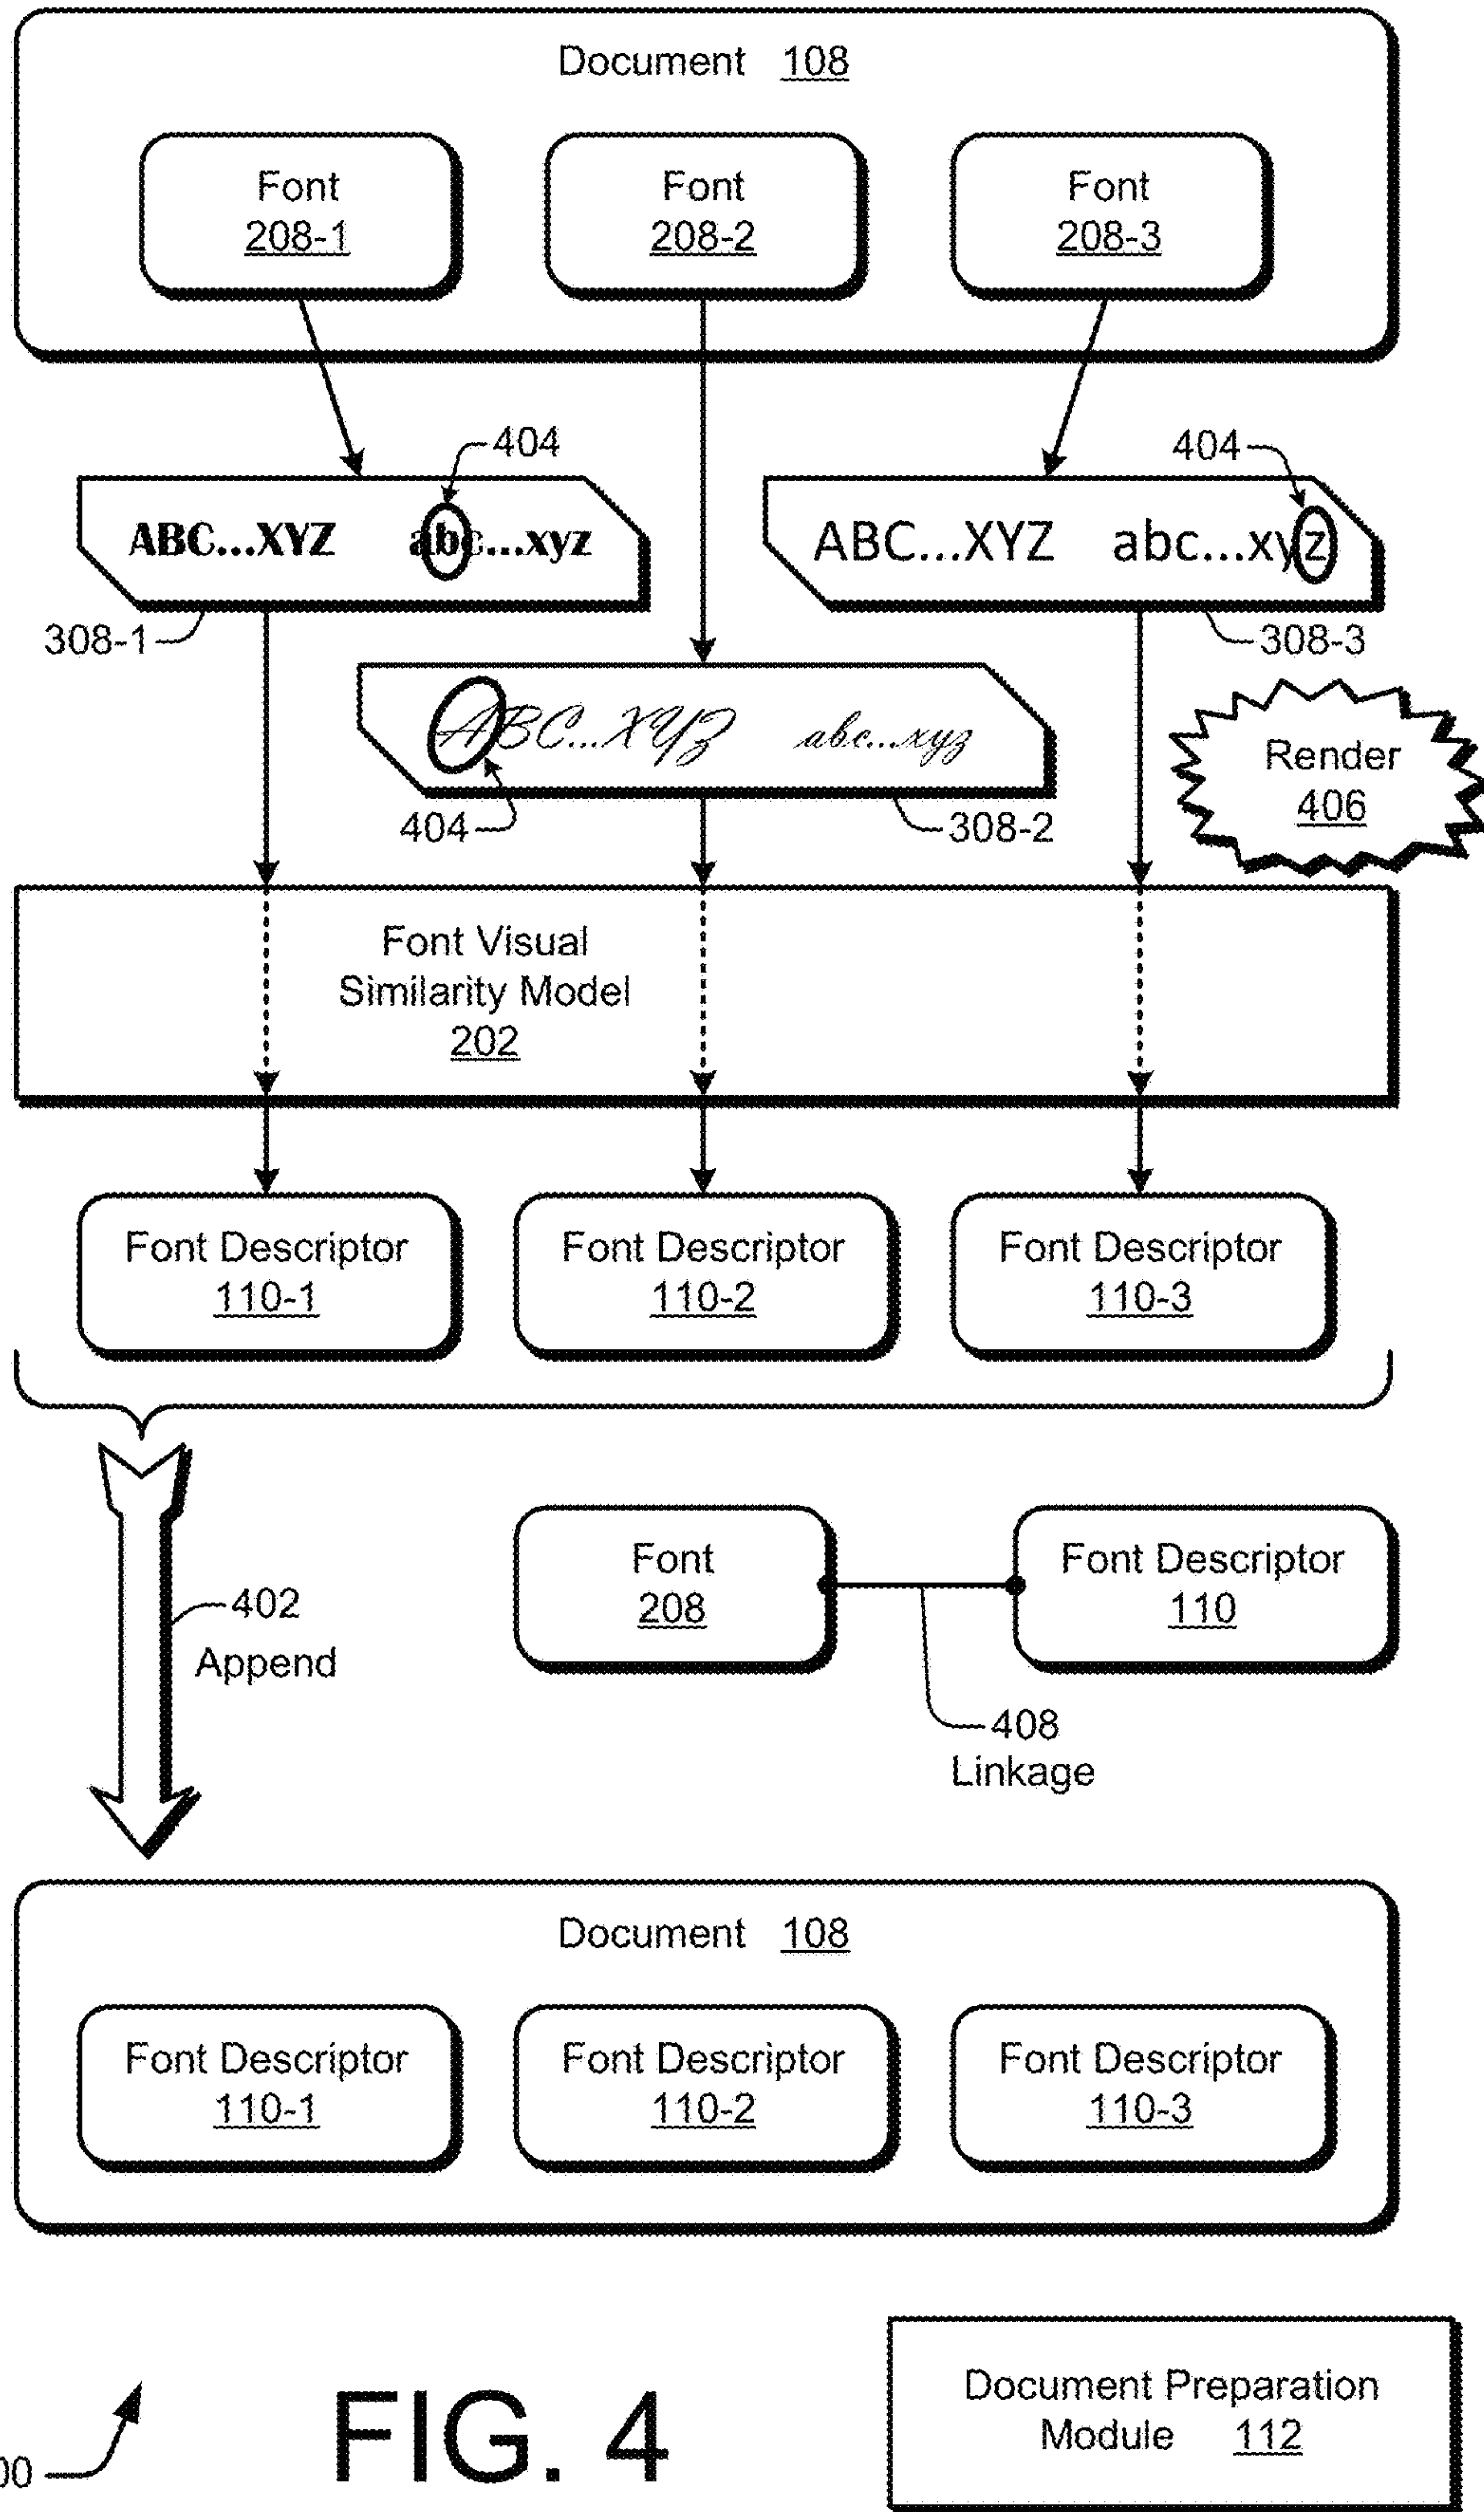 Document 108
Font
208-1
Font
208-2
Font
208-3
404
404
ABC...XYZ abc...xyz
ABC...XYZ abc...xyz
308-1
308-3
ABC...XYZ abc...xyz
404
308-2
Render
406
Font Visual
Similarity Model
202
Font Descriptor
110-1
Font Descriptor
110-2
Font Descriptor
110-3
402
Append
Font
208
Font Descriptor
110
408
Linkage
Document 108
Font Descriptor
110-1
Font Descriptor
110-2
Font Descriptor
110-3
00
FIG. 4
Document Preparation
Module 112